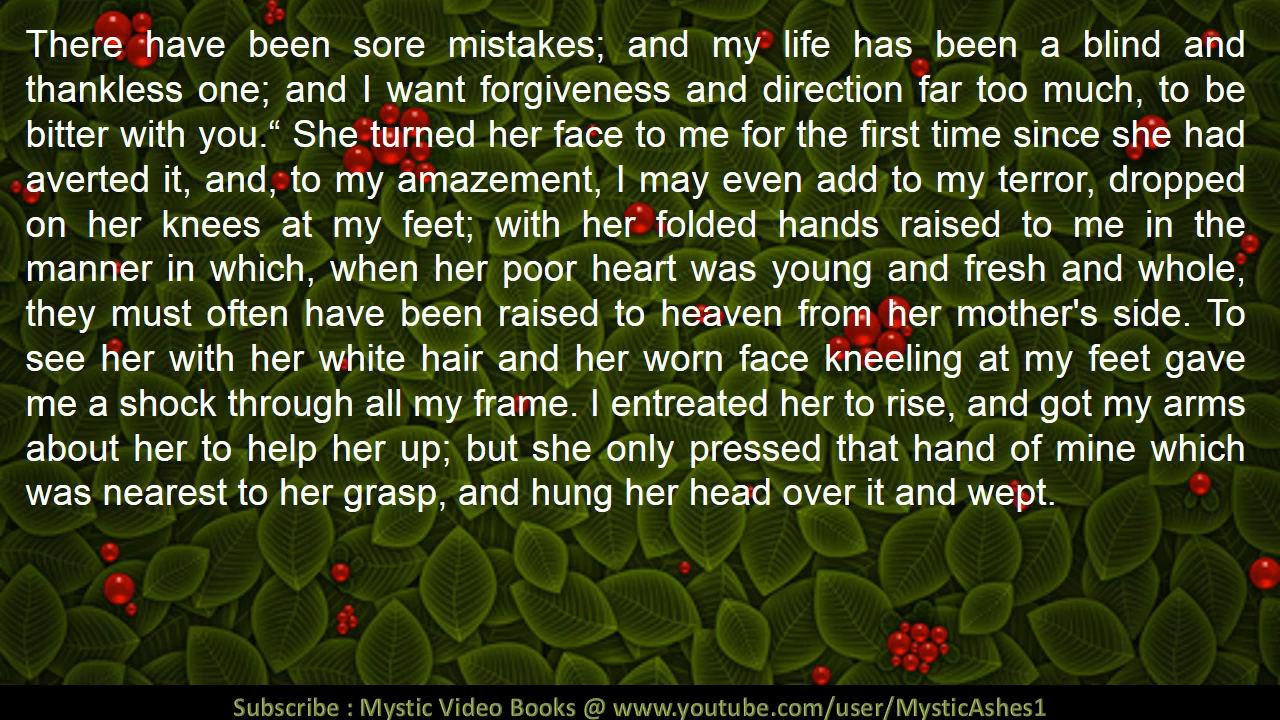 There have been sore mistakes; and my life has been a blind and
thankless one; and I want forgiveness and direction far too much, to be
bitter with you.“ She turned her face to me for the first time since she had
averted it, and, to my amazement, I may even add to my terror, dropped
on her knees at my feet; with her folded hands raised to me in the
manner in which, when her poor heart was young and fresh and whole,
they must often have been raised to heaven from her mother's side. To
see her with her white hair and her worn face kneeling at my feet gave
me a shock through all my frame. I entreated her to rise, and got my arms
about her to help her up; but she only pressed that hand of mine which
was nearest to her grasp, and hung her head over it and wept.
Subscribe : Mystic Video Books @ www.youtube.com/user/MysticAshes1